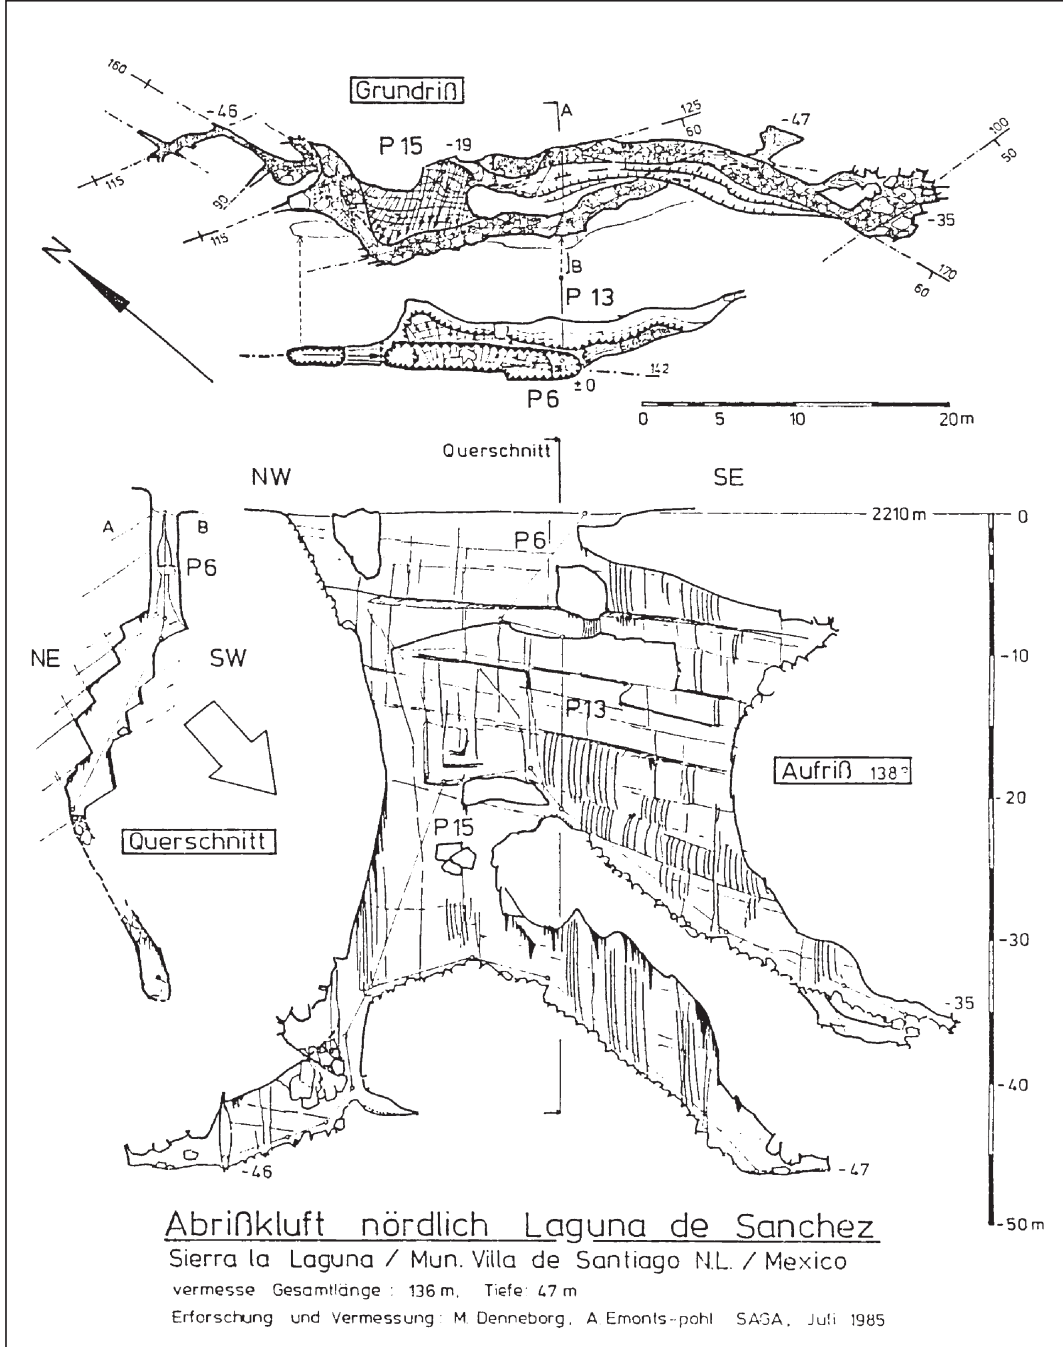 Grundriß
160
-46
P 15
-19
A
125
60
-47
100
50
115
90
115
-35
170
60
N
B
P 13
142
±0
P6
0 5 10 20m
Querschnitt
NW
SE
2210 m
0
A
B
P6
P6
NE
SW
-10
P13
Aufriß 138°
-20
Querschnitt
P15
-30
-35
-40
-46
-47
-50m
Abrißkluft nördlich Laguna de Sanchez
Sierra la Laguna / Mun. Villa de Santiago N.L. / Mexico
vermesse Gesamtlänge : 136 m, Tiefe: 47 m
Erforschung und Vermessung: M. Denneborg, A. Emonts-pohl SAGA, Juli 1985